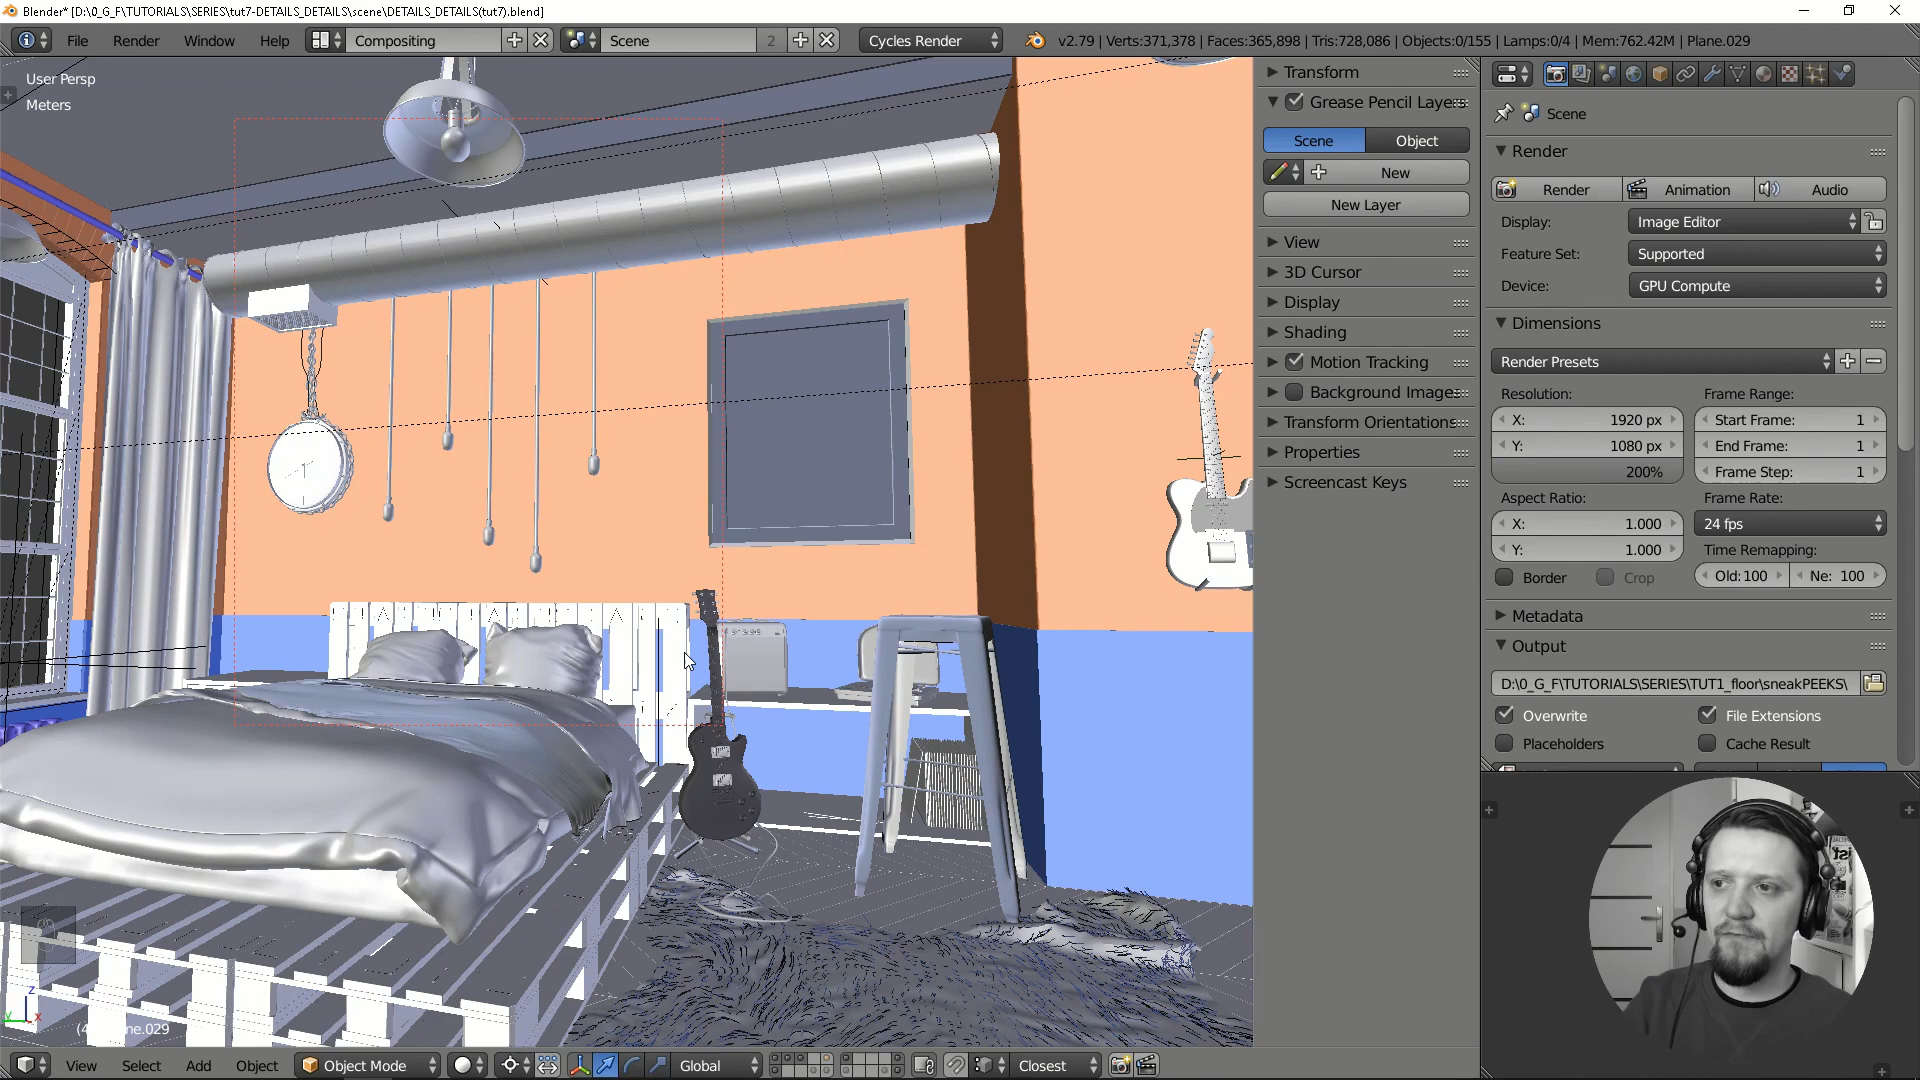 Blender* [D:\0_G_F\TUTORIALS\SERIES\tut7-DETAILS_DETAILS\scene\DETAILS_DETAILS(tut7).blend]
File Render Window Help Compositing Scene 2 Cycles Render v2.79 | Verts:371,378 | Faces:365,898 | Tris:728,086 | Objects:0/155 | Lamps:0/4 | Mem:762.42M | Plane.029
User Persp
Meters
Transform
Grease Pencil Layers
Scene Object
New
New Layer
View
3D Cursor
Display
Shading
Motion Tracking
Background Images
Transform Orientations
Properties
Screencast Keys
Scene
Render
Render Animation Audio
Display: Image Editor
Feature Set: Supported
Device: GPU Compute
Dimensions
Render Presets
Resolution: Frame Range:
X: 1920 px Start Frame: 1
Y: 1080 px End Frame: 1
200% Frame Step: 1
Aspect Ratio: Frame Rate:
X: 1.000 24 fps
Y: 1.000 Time Remapping:
Border Crop Old:100 Ne: 100
Metadata
Output
D:\0_G_F\TUTORIALS\SERIES\TUT1_floor\sneakPEEKS\
Overwrite File Extensions
Placeholders Cache Result
z
y x
ne.029
View Select Add Object Object Mode Global Closest